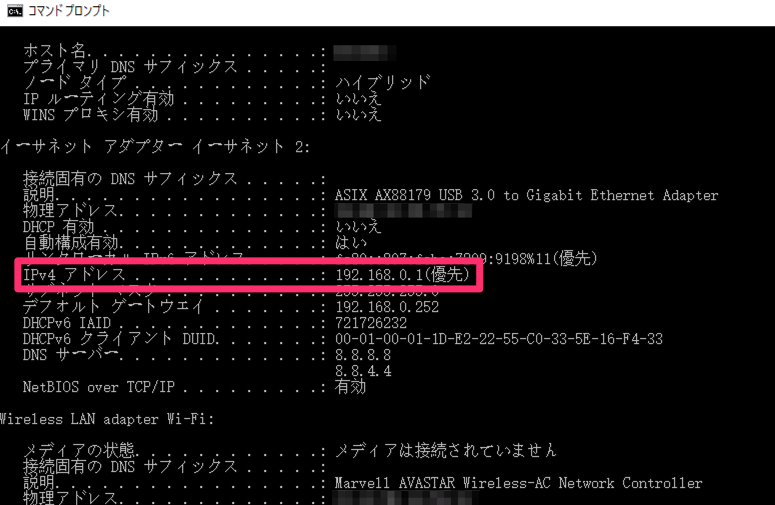 コマンド プロンプト
ホスト名. . . . . . . . . . . . . . . :
プライマリ DNS サフィックス . . . . . :
ノード タイプ . . . . . . . . . . . . : ハイブリッド
IP ルーティング有効 . . . . . . . . . : いいえ
WINS プロキシ有効 . . . . . . . . . . : いいえ
イーサネット アダプター イーサネット 2:
接続固有の DNS サフィックス . . . . . :
説明. . . . . . . . . . . . . . . . . : ASIX AX88179 USB 3.0 to Gigabit Ethernet Adapter
物理アドレス. . . . . . . . . . . . . :
DHCP 有効 . . . . . . . . . . . . . . : いいえ
自動構成有効. . . . . . . . . . . . . : はい
リンクローカル IPv6 アドレス. . . . . : :9198%11(優先)
IPv4 アドレス . . . . . . . . . . . . : 192.168.0.1(優先)
サブネット マスク . . . . . . . . . . : 255.255.255.0
デフォルト ゲートウェイ . . . . . . . : 192.168.0.252
DHCPv6 IAID . . . . . . . . . . . . . : 721726232
DHCPv6 クライアント DUID. . . . . . . : 00-01-00-01-1D-E2-22-55-C0-33-5E-16-F4-33
DNS サーバー. . . . . . . . . . . . . : 8.8.8.8
8.8.4.4
NetBIOS over TCP/IP . . . . . . . . . : 有効
Wireless LAN adapter Wi-Fi:
メディアの状態. . . . . . . . . . . . : メディアは接続されていません
接続固有の DNS サフィックス . . . . . :
説明. . . . . . . . . . . . . . . . . : Marvell AVASTAR Wireless-AC Network Controller
物理アドレス. . . . . . . . . . . . . :